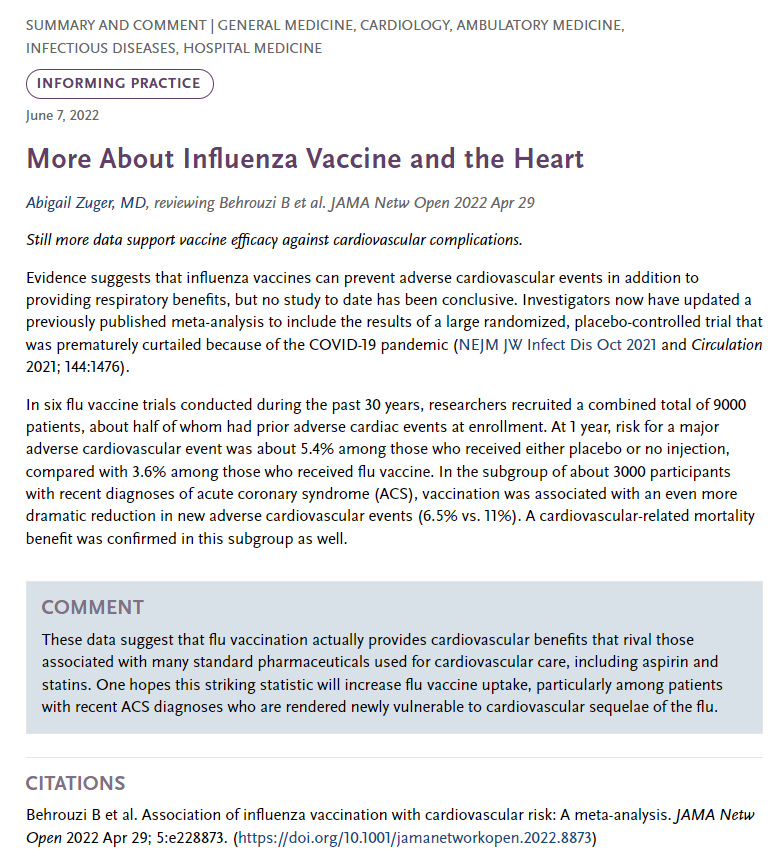 SUMMARY AND COMMENT | GENERAL MEDICINE, CARDIOLOGY, AMBULATORY MEDICINE,
INFECTIOUS DISEASES, HOSPITAL MEDICINE
INFORMING PRACTICE
June 7, 2022
More About Influenza Vaccine and the Heart
Abigail Zuger, MD, reviewing Behrouzi B et al. JAMA Netw Open 2022 Apr 29
Still more data support vaccine efficacy against cardiovascular complications.
Evidence suggests that influenza vaccines can prevent adverse cardiovascular events in addition to
providing respiratory benefits, but no study to date has been conclusive. Investigators now have updated a
previously published meta-analysis to include the results of a large randomized, placebo-controlled trial that
was prematurely curtailed because of the COVID-19 pandemic (NEJM JW Infect Dis Oct 2021 and Circulation
2021; 144:1476).
In six flu vaccine trials conducted during the past 30 years, researchers recruited a combined total of 9000
patients, about half of whom had prior adverse cardiac events at enrollment. At 1 year, risk for a major
adverse cardiovascular event was about 5.4% among those who received either placebo or no injection,
compared with 3.6% among those who received flu vaccine. In the subgroup of about 3000 participants
with recent diagnoses of acute coronary syndrome (ACS), vaccination was associated with an even more
dramatic reduction in new adverse cardiovascular events (6.5% vs. 11%). A cardiovascular-related mortality
benefit was confirmed in this subgroup as well.
COMMENT
These data suggest that flu vaccination actually provides cardiovascular benefits that rival those
associated with many standard pharmaceuticals used for cardiovascular care, including aspirin and
statins. One hopes this striking statistic will increase flu vaccine uptake, particularly among patients
with recent ACS diagnoses who are rendered newly vulnerable to cardiovascular sequelae of the flu.
CITATIONS
Behrouzi B et al. Association of influenza vaccination with cardiovascular risk: A meta-analysis. JAMA Netw
Open 2022 Apr 29; 5:e228873. (https://doi.org/10.1001/jamanetworkopen.2022.8873)